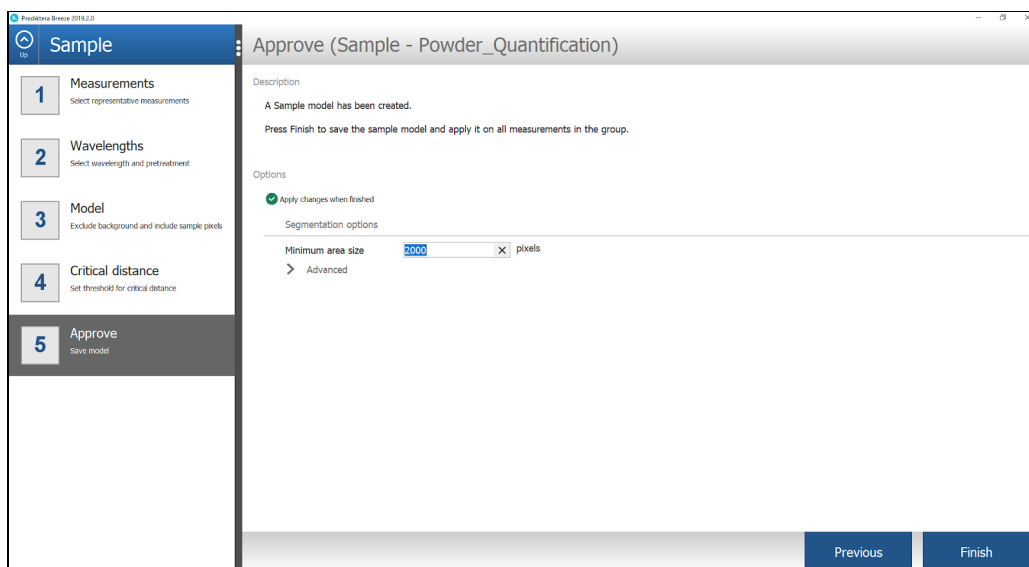 Prediktera Breeze 2019.2.0
Up
Sample
1
Measurements
Select representative measurements
2
Wavelengths
Select wavelength and pretreatment
3
Model
Exclude background and include sample pixels
4
Critical distance
Set threshold for critical distance
5
Approve
Save model
Approve (Sample - Powder_Quantification)
Description
A Sample model has been created.
Press Finish to save the sample model and apply it on all measurements in the group.
Options
Apply changes when finished
Segmentation options
Minimum area size 2000 pixels
Advanced
Previous Finish